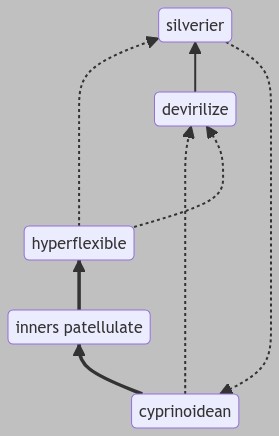 silverier
devirilize
hyperflexible
inners patellulate
cyprinoidean